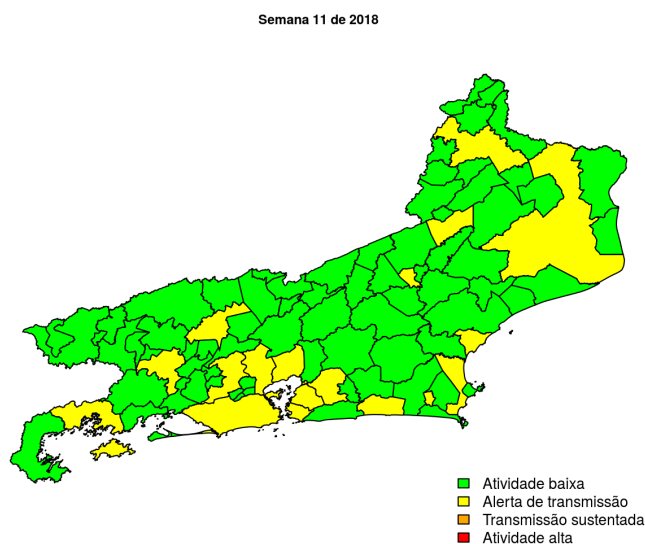 Semana 11 de 2018
Atividade baixa
Alerta de transmissão
Transmissão sustentada
Atividade alta